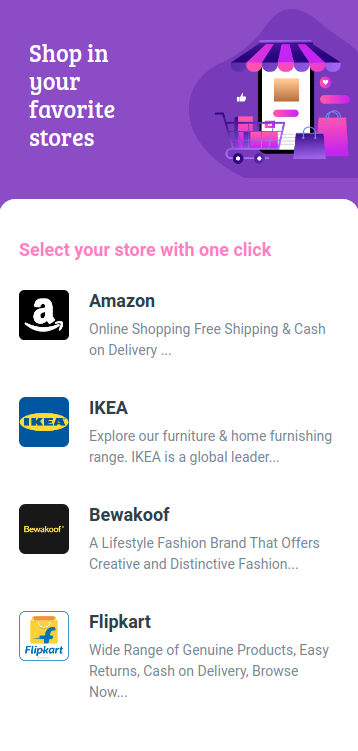 Shop in
your
favorite
stores
Select your store with one click
a
Amazon
Online Shopping Free Shipping & Cash
on Delivery ...
IKEA
IKEA
Explore our furniture & home furnishing
range. IKEA is a global leader...
Bewakoof
Bewakoof®
A Lifestyle Fashion Brand That Offers
Creative and Distinctive Fashion...
Flipkart
f
Flipkart
Wide Range of Genuine Products, Easy
Returns, Cash on Delivery, Browse
Now...